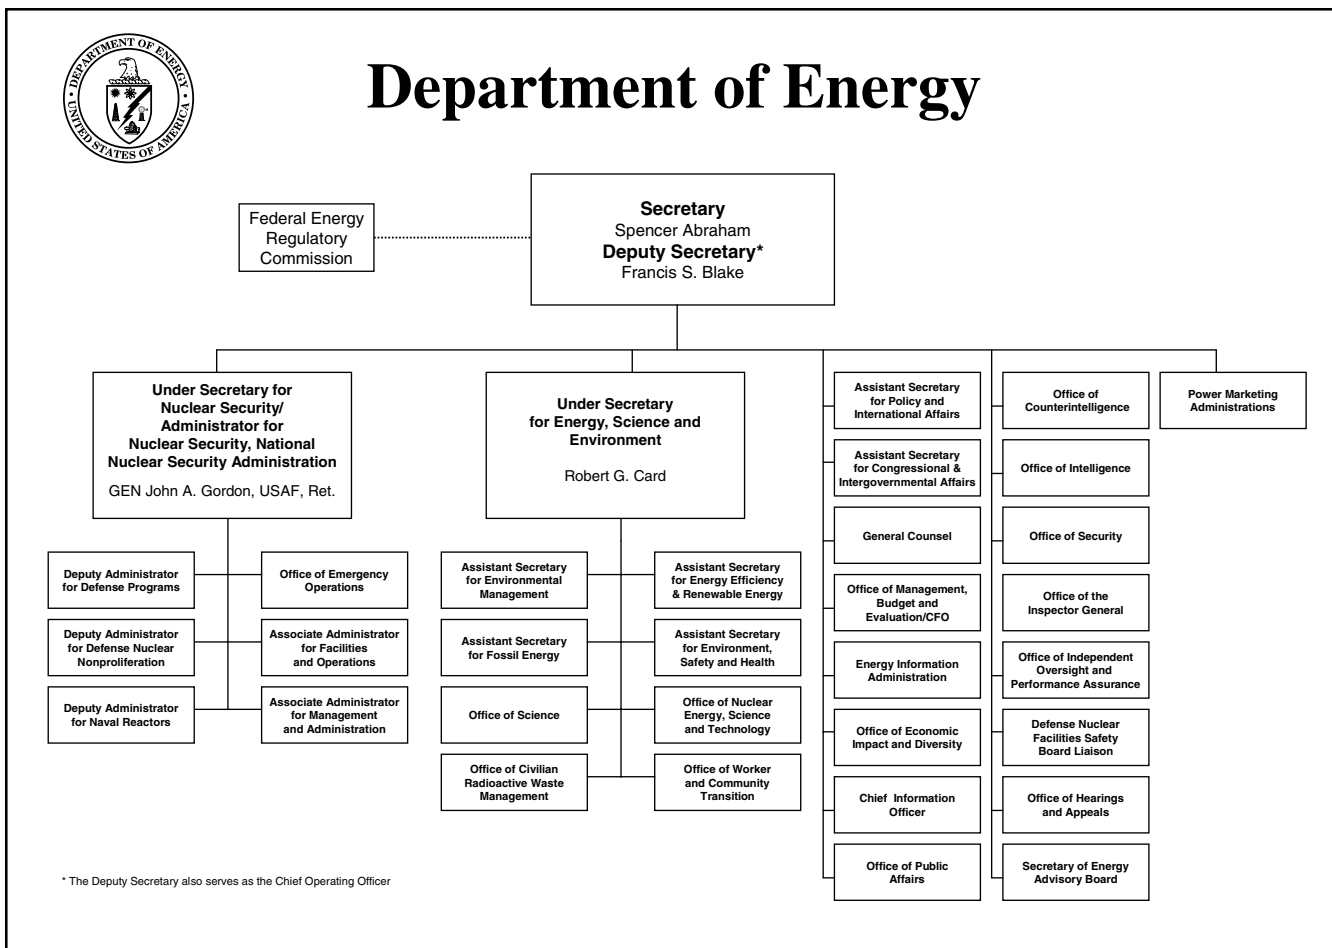 DEPARTMENT OF ENERGY
UNITED STATES OF AMERICA
Department of Energy
Federal Energy
Regulatory
Commission
Secretary
Spencer Abraham
Deputy Secretary*
Francis S. Blake
Under Secretary for
Nuclear Security/
Administrator for
Nuclear Security, National
Nuclear Security Administration
GEN John A. Gordon, USAF, Ret.
Deputy Administrator
for Defense Programs
Office of Emergency
Operations
Deputy Administrator
for Defense Nuclear
Nonproliferation
Associate Administrator
for Facilities
and Operations
Deputy Administrator
for Naval Reactors
Associate Administrator
for Management
and Administration
Under Secretary
for Energy, Science and
Environment
Robert G. Card
Assistant Secretary
for Environmental
Management
Assistant Secretary
for Energy Efficiency
& Renewable Energy
Assistant Secretary
for Fossil Energy
Assistant Secretary
for Environment,
Safety and Health
Office of Science
Office of Nuclear
Energy, Science
and Technology
Office of Civilian
Radioactive Waste
Management
Office of Worker
and Community
Transition
Assistant Secretary
for Policy and
International Affairs
Assistant Secretary
for Congressional &
Intergovernmental Affairs
General Counsel
Office of Management,
Budget and
Evaluation/CFO
Energy Information
Administration
Office of Economic
Impact and Diversity
Chief Information
Officer
Office of Public
Affairs
Office of
Counterintelligence
Office of Intelligence
Office of Security
Office of the
Inspector General
Office of Independent
Oversight and
Performance Assurance
Defense Nuclear
Facilities Safety
Board Liaison
Office of Hearings
and Appeals
Secretary of Energy
Advisory Board
Power Marketing
Administrations
* The Deputy Secretary also serves as the Chief Operating Officer